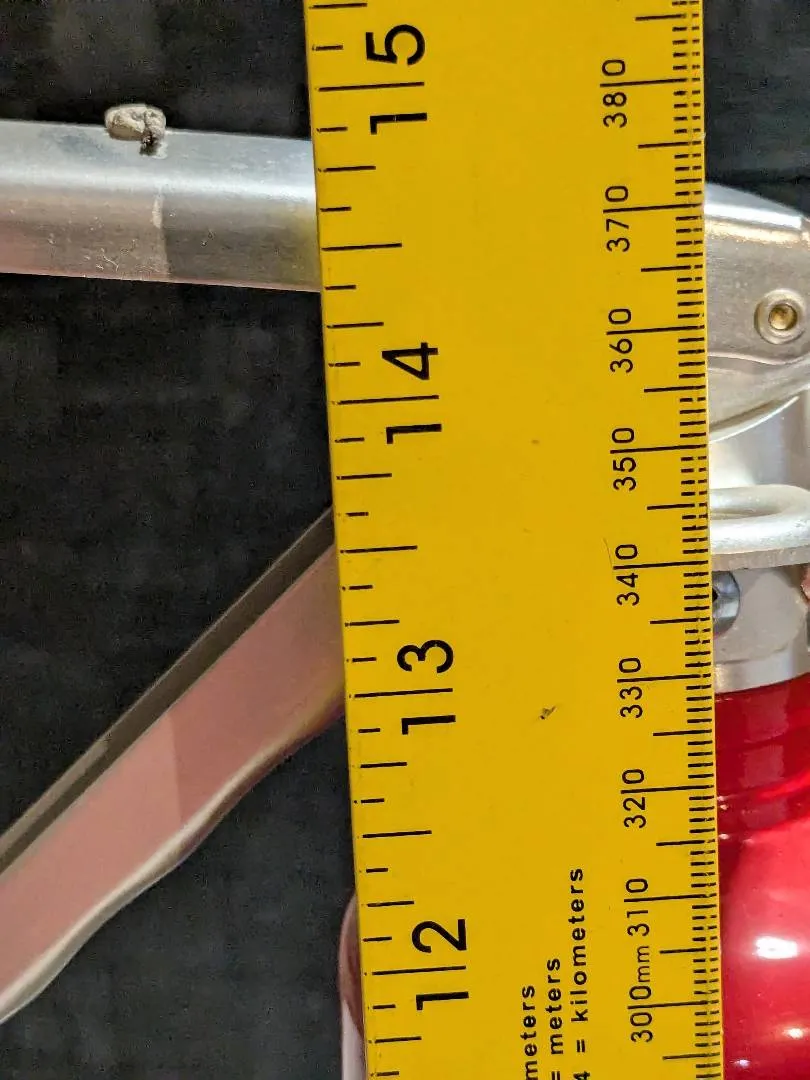 12 13 14 15
meters
= meters
4 = kilometers
300mm 310 320 330 340 350 360 370 380